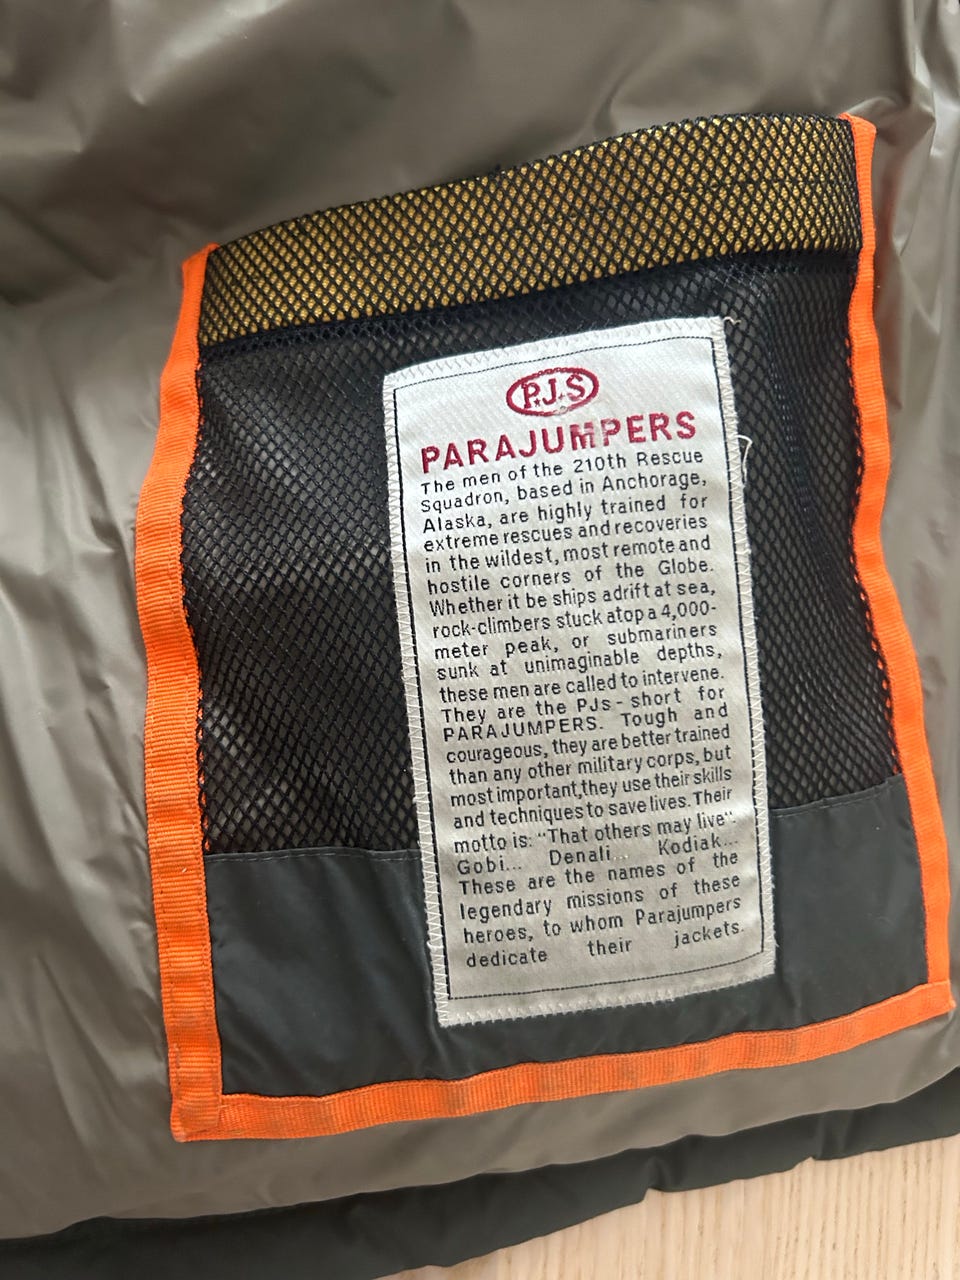 P.J.S
PARAJUMPERS
The men of the 210th Rescue
Squadron, based in Anchorage,
Alaska, are highly trained for
extreme rescues and recoveries
in the wildest, most remote and
hostile corners of the Globe.
Whether it be ships adrift at sea,
rock-climbers stuck atop a 4,000-
meter peak, or submariners
sunk at unimaginable depths,
these men are called to intervene.
They are the PJs - short for
PARAJUMPERS. Tough and
courageous, they are better trained
than any other military corps, but
most important,they use their skills
and techniques to save lives. Their
motto is: "That others may live".
Gobi... Denali... Kodiak...
These are the names of the
legendary missions of these
heroes, to whom Parajumpers
dedicate their jackets.